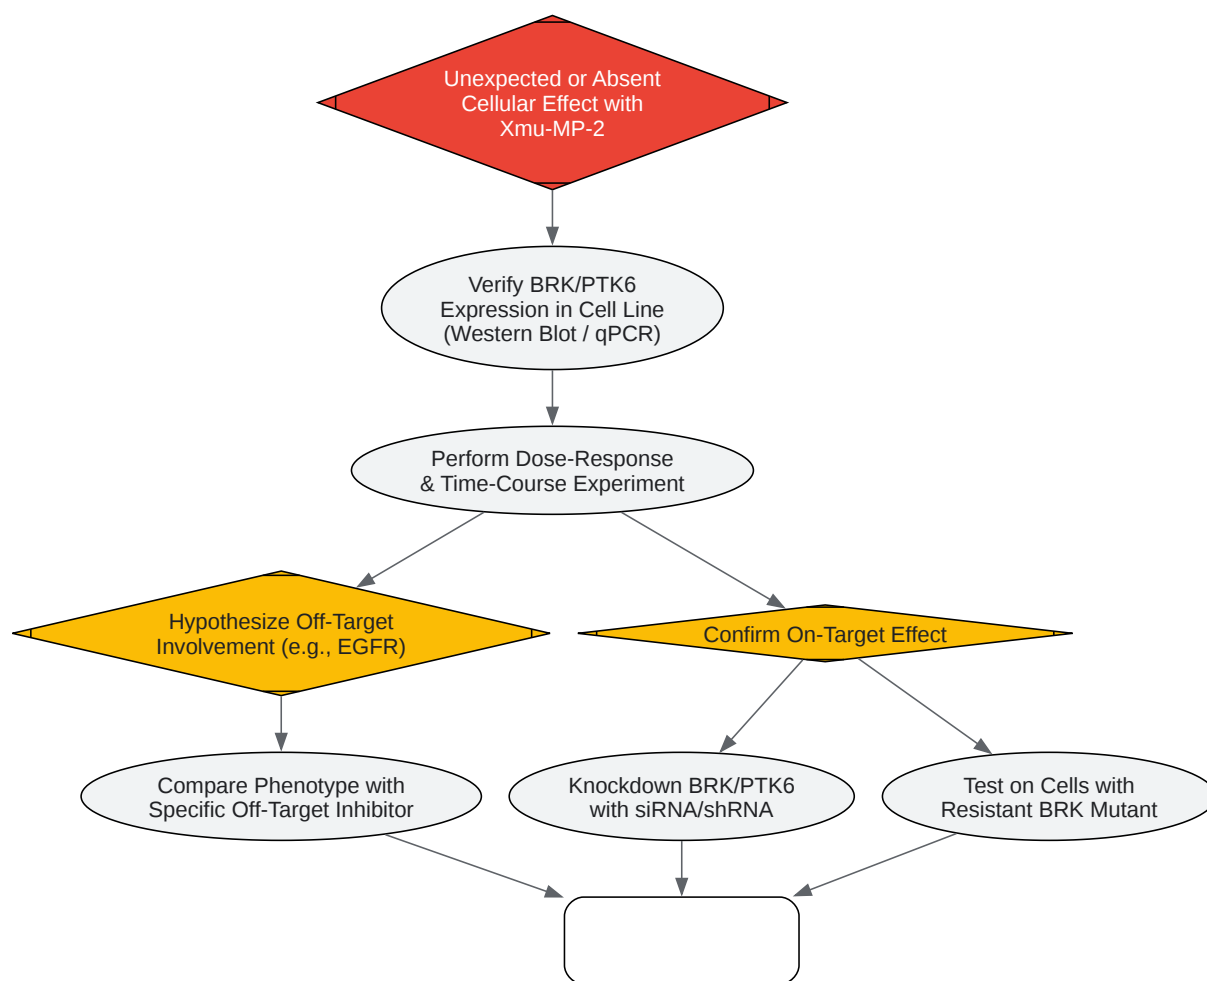 Unexpected or Absent
Cellular Effect with
Xmu-MP-2
Verify BRK/PTK6
Expression in Cell Line
(Western Blot / qPCR)
Perform Dose-Response
& Time-Course Experiment
Hypothesize Off-Target
Involvement (e.g., EGFR)
Confirm On-Target Effect
Compare Phenotype with
Specific Off-Target Inhibitor
Knockdown BRK/PTK6
with siRNA/shRNA
Test on Cells with
Resistant BRK Mutant